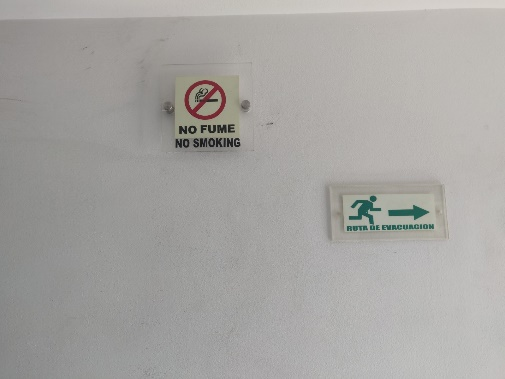 NO FUME
NO SMOKING
RUTA DE EVACUACION